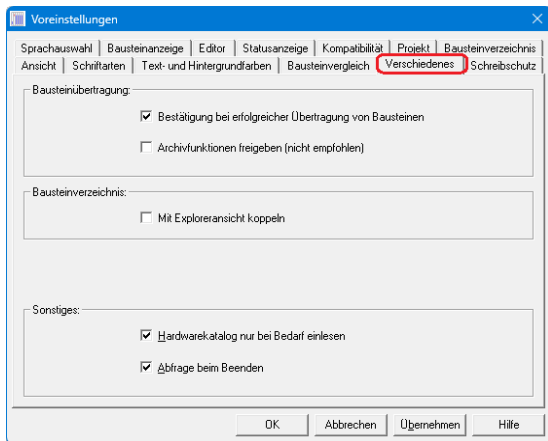 Voreinstellungen
Sprachauswahl Bausteinanzeige Editor Statusanzeige Kompatibilität Projekt Bausteinverzeichnis
Ansicht Schriftarten Text- und Hintergrundfarben Bausteinvergleich Verschiedenes Schreibschutz
Bausteinübertragung:
Bestätigung bei erfolgreicher Übertragung von Bausteinen
Archivfunktionen freigeben (nicht empfohlen)
Bausteinverzeichnis:
Mit Exploreransicht koppeln
Sonstiges:
Hardwarekatalog nur bei Bedarf einlesen
Abfrage beim Beenden
OK Abbrechen Übernehmen Hilfe